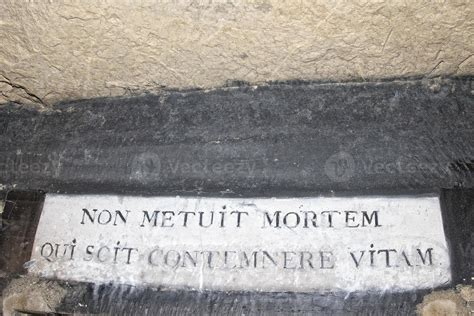 NON METUiT MORTEM
QUi SCiT CONTEMNERE ViTAM